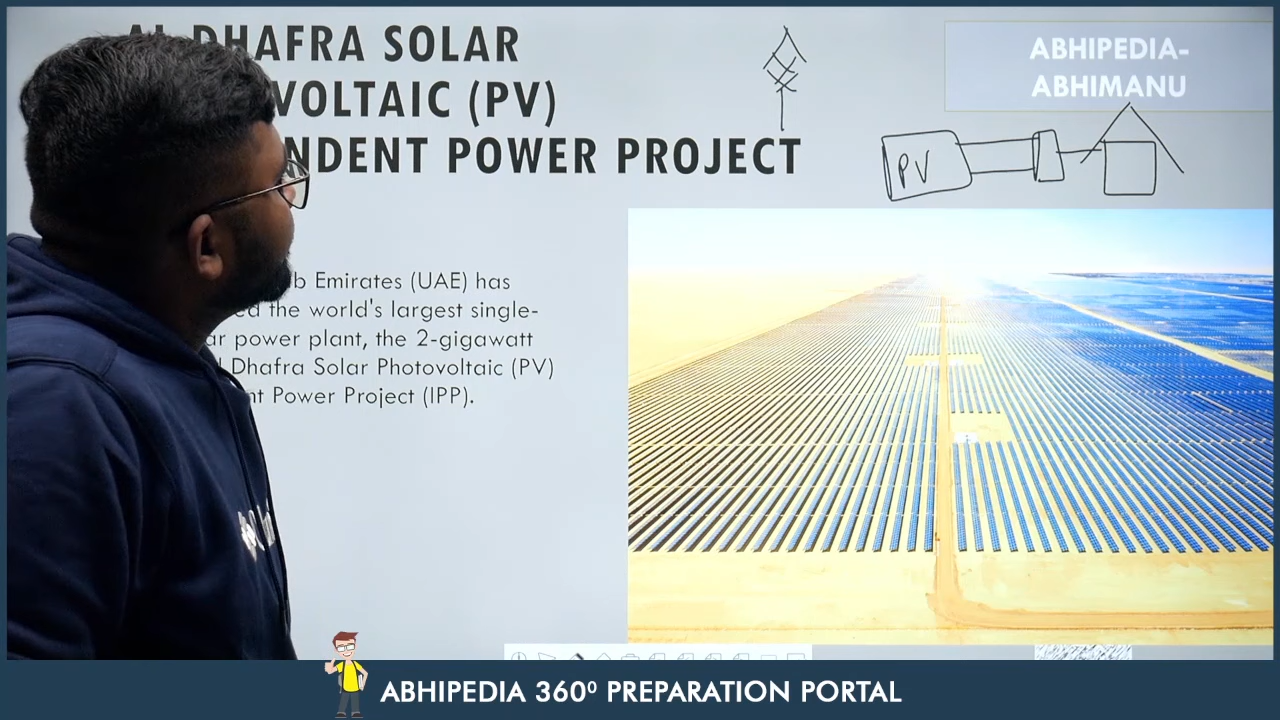 DHAFRA SOLAR
VOLTAIC (PV)
NDENT POWER PROJECT
ABHIPEDIA-
ABHIMANU
PV
b Emirates (UAE) has
ed the world's largest single-
ar power plant, the 2-gigawatt
Dhafra Solar Photovoltaic (PV)
nt Power Project (IPP).
ABHIPEDIA 360⁰ PREPARATION PORTAL